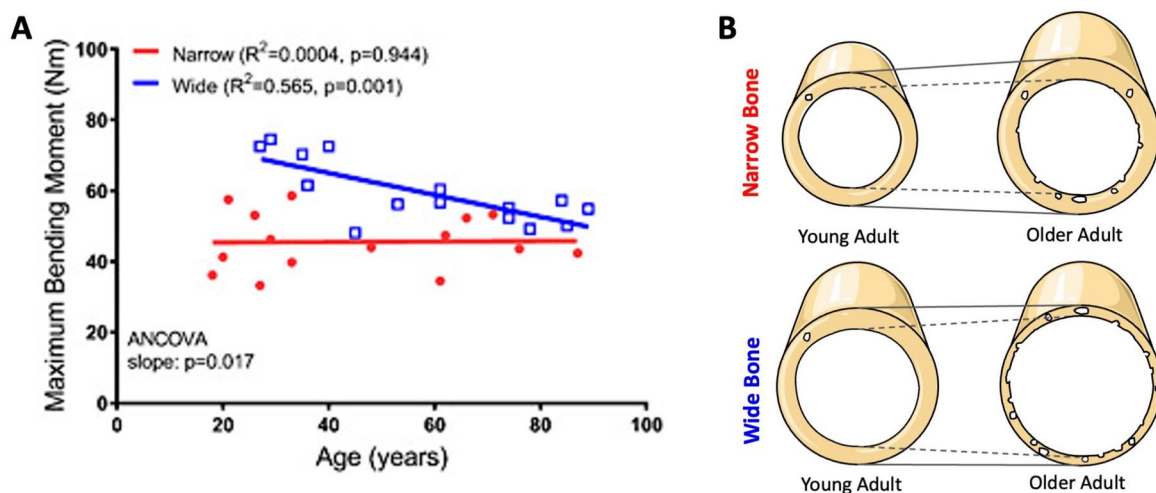 A
Maximum Bending Moment (Nm)
100
80
60
40
20
0
Narrow (R²=0.0004, p=0.944)
Wide (R²=0.565, p=0.001)
ANCOVA
slope: p=0.017
20 40 60 80 100
Age (years)
B
Narrow Bone
Young Adult Older Adult
Wide Bone
Young Adult Older Adult